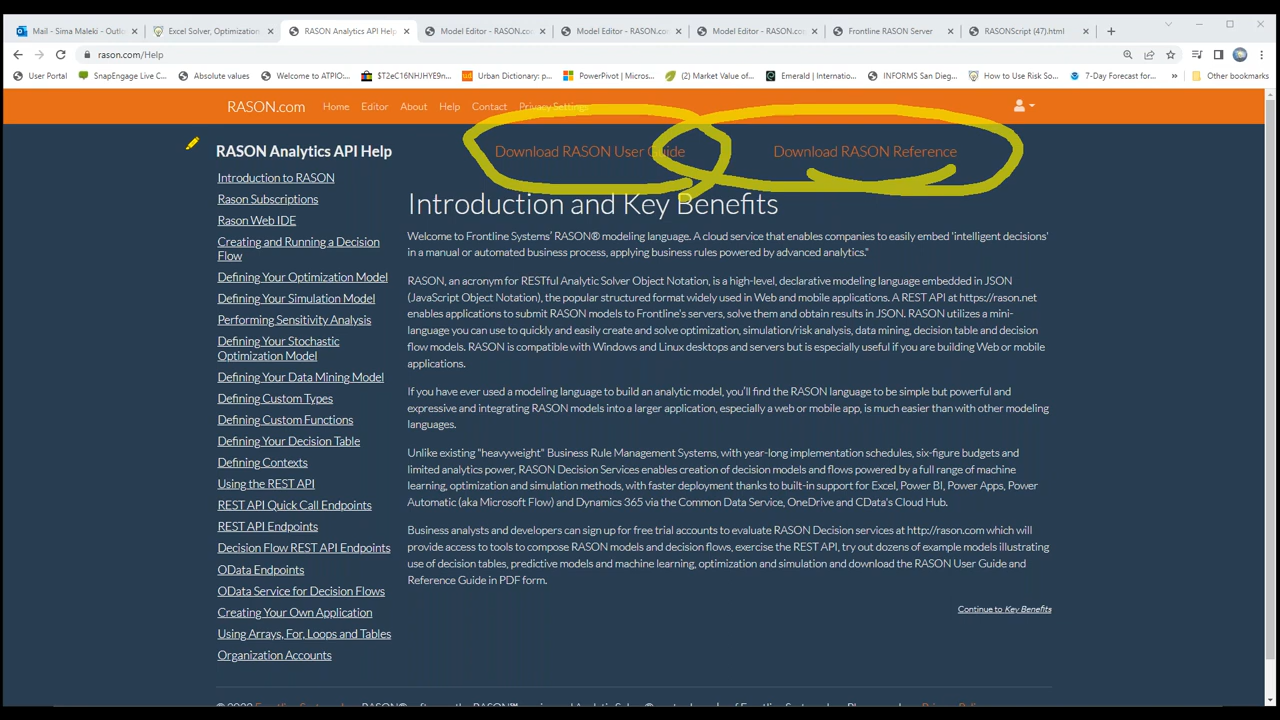 Mail - Sima Maleki - Outl
Excel Solver, Optimization
RASON Analytics API Help
Model Editor - RASON.com
Model Editor - RASON.co
Model Editor - RASON.co
Frontline RASON Server
RASONScript (47).html
rason.com/Help
User Portal
SnapEngage Live C...
Absolute values
Welcome to ATPIO:...
$T2eC16NHJHYE9n...
Urban Dictionary: p...
PowerPivot | Micros...
(2) Market Value of...
Emerald | Internatio...
INFORMS San Dieg...
How to Use Risk So...
7-Day Forecast for...
Other bookmarks
RASON.com
Home
Editor
About
Help
Contact
Privacy Settings
RASON Analytics API Help
Download RASON User Guide
Download RASON Reference
Introduction to RASON
Rason Subscriptions
Rason Web IDE
Creating and Running a Decision
Flow
Defining Your Optimization Model
Defining Your Simulation Model
Performing Sensitivity Analysis
Defining Your Stochastic
Optimization Model
Defining Your Data Mining Model
Defining Custom Types
Defining Custom Functions
Defining Your Decision Table
Defining Contexts
Using the REST API
REST API Quick Call Endpoints
REST API Endpoints
Decision Flow REST API Endpoints
OData Endpoints
OData Service for Decision Flows
Creating Your Own Application
Using Arrays, For, Loops and Tables
Organization Accounts
Introduction and Key Benefits
Welcome to Frontline Systems' RASON® modeling language. A cloud service that enables companies to easily embed 'intelligent decisions'
in a manual or automated business process, applying business rules powered by advanced analytics."
RASON, an acronym for RESTful Analytic Solver Object Notation, is a high-level, declarative modeling language embedded in JSON
(JavaScript Object Notation), the popular structured format widely used in Web and mobile applications. A REST API at https://rason.net
enables applications to submit RASON models to Frontline's servers, solve them and obtain results in JSON. RASON utilizes a mini-
language you can use to quickly and easily create and solve optimization, simulation/risk analysis, data mining, decision table and decision
flow models. RASON is compatible with Windows and Linux desktops and servers but is especially useful if you are building Web or mobile
applications.
If you have ever used a modeling language to build an analytic model, you'll find the RASON language to be simple but powerful and
expressive and integrating RASON models into a larger application, especially a web or mobile app, is much easier than with other modeling
languages.
Unlike existing "heavyweight" Business Rule Management Systems, with year-long implementation schedules, six-figure budgets and
limited analytics power, RASON Decision Services enables creation of decision models and flows powered by a full range of machine
learning, optimization and simulation methods, with faster deployment thanks to built-in support for Excel, Power BI, Power Apps, Power
Automatic (aka Microsoft Flow) and Dynamics 365 via the Common Data Service, OneDrive and CData's Cloud Hub.
Business analysts and developers can sign up for free trial accounts to evaluate RASON Decision services at http://rason.com which will
provide access to tools to compose RASON models and decision flows, exercise the REST API, try out dozens of example models illustrating
use of decision tables, predictive models and machine learning, optimization and simulation and download the RASON User Guide and
Reference Guide in PDF form.
Continue to Key Benefits